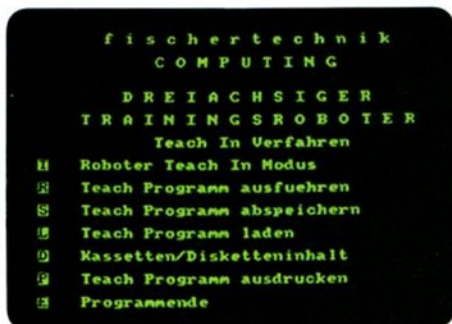 fischertechnik
COMPUTING
DREIACHSIGER
TRAININGSROBOTER
Teach In Verfahren
I Roboter Teach In Modus
R Teach Programm ausfuehren
S Teach Programm abspeichern
L Teach Programm laden
D Kassetten/Disketteninhalt
P Teach Programm ausdrucken
E Programmende